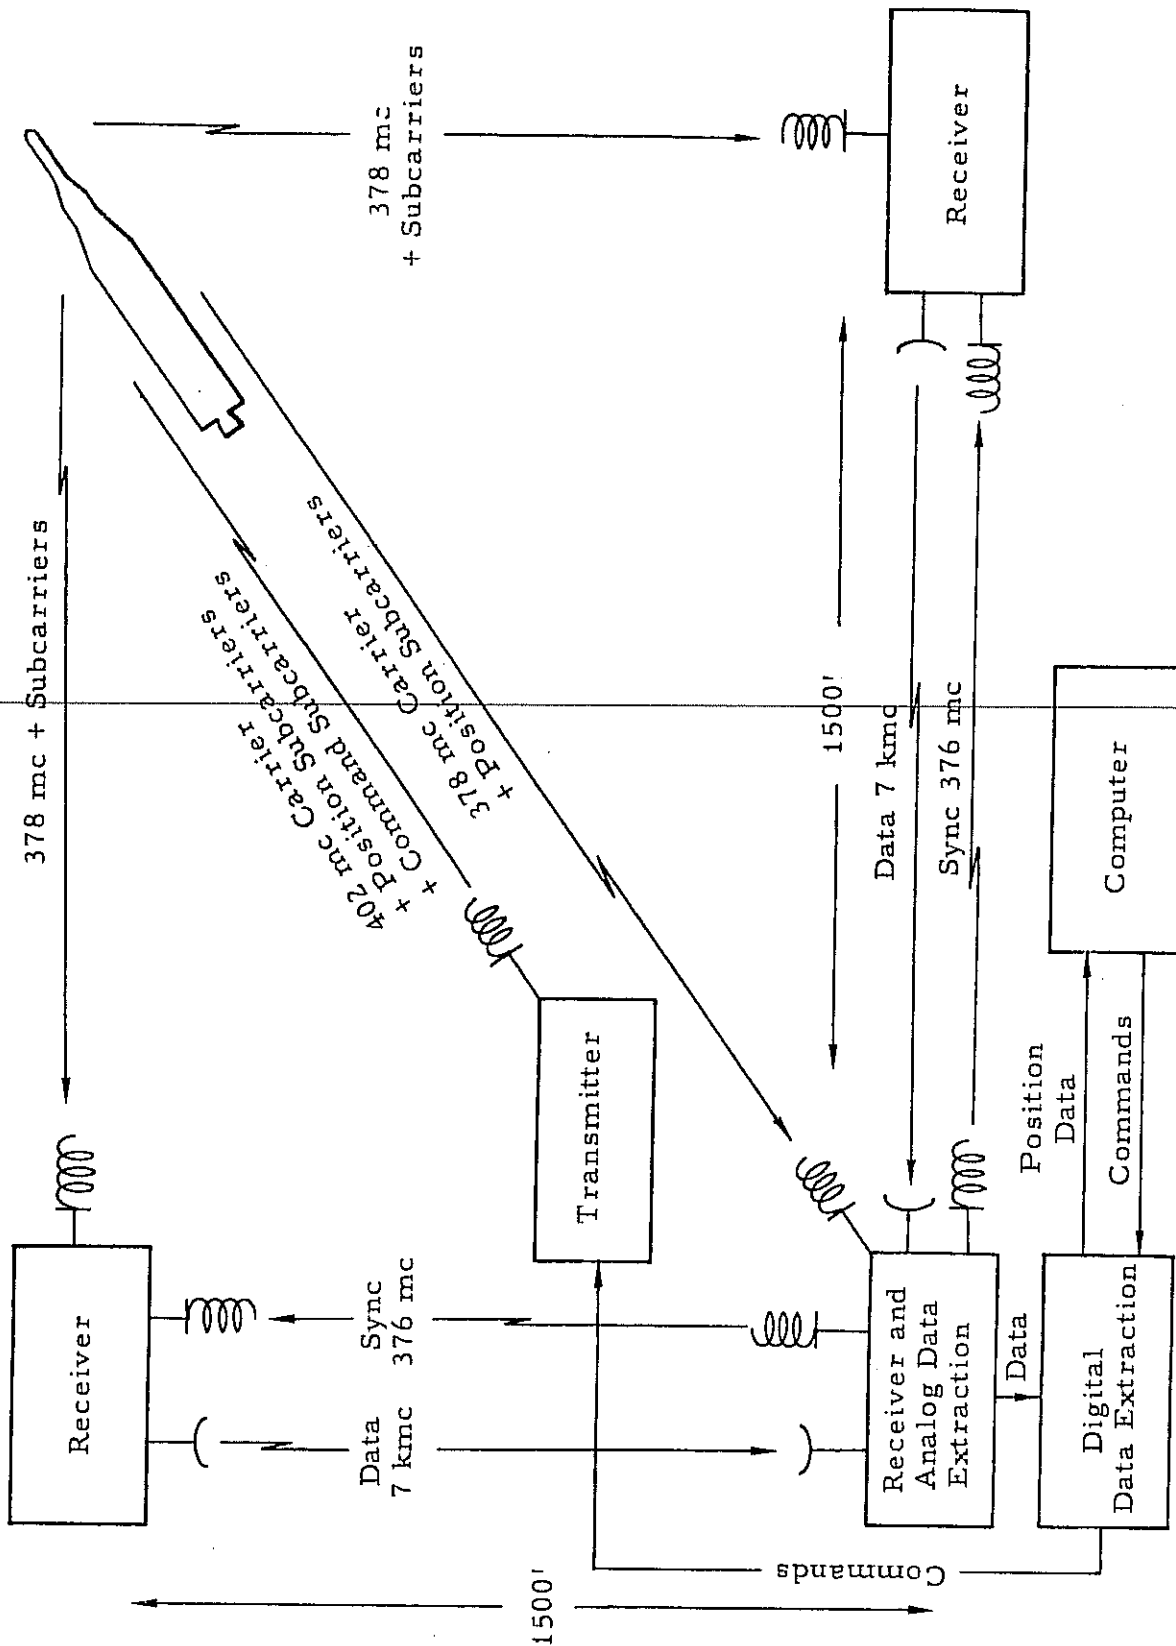 378 mc + Subcarriers
378 mc
+ Subcarriers
402 mc Carrier
+ Position Subcarriers
+ Command Subcarriers
378 mc Carrier
+ Position Subcarriers
Receiver
Transmitter
Receiver
Sync
376 mc
Data
7 kmc
1500'
1500'
Data 7 kmc
Sync 376 mc
Receiver and
Analog Data
Extraction
Data
Digital
Data Extraction
Position
Data
Commands
Computer
Commands